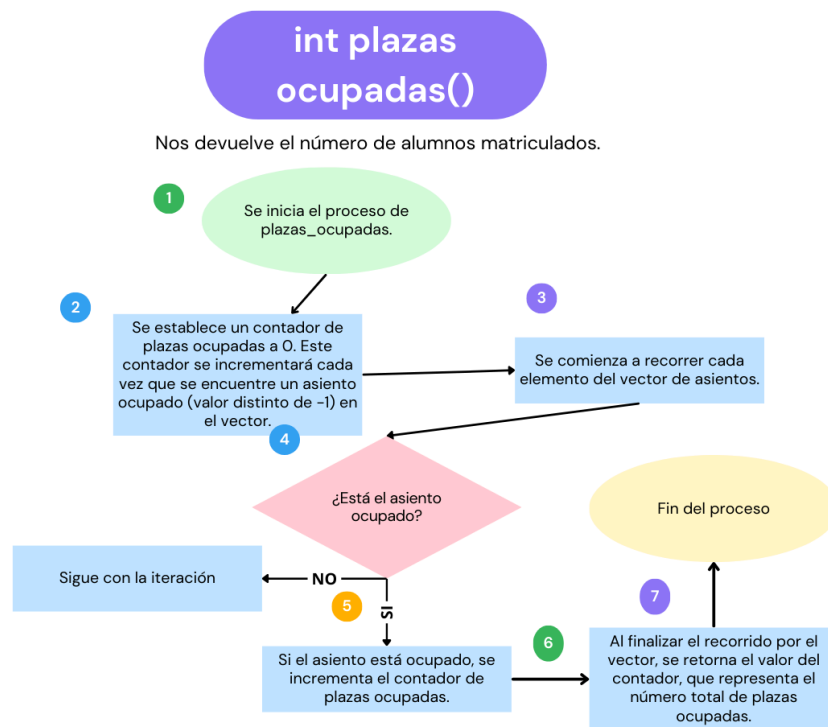 int plazas
ocupadas()
Nos devuelve el número de alumnos matriculados.
1
Se inicia el proceso de
plazas_ocupadas.
2
Se establece un contador de
plazas ocupadas a 0. Este
contador se incrementará cada
vez que se encuentre un asiento
ocupado (valor distinto de -1) en
el vector.
3
Se comienza a recorrer cada
elemento del vector de asientos.
4
¿Está el asiento
ocupado?
Fin del proceso
Sigue con la iteración
NO
5
SI
Si el asiento está ocupado, se
incrementa el contador de
plazas ocupadas.
6
7
Al finalizar el recorrido por el
vector, se retorna el valor del
contador, que representa el
número total de plazas
ocupadas.